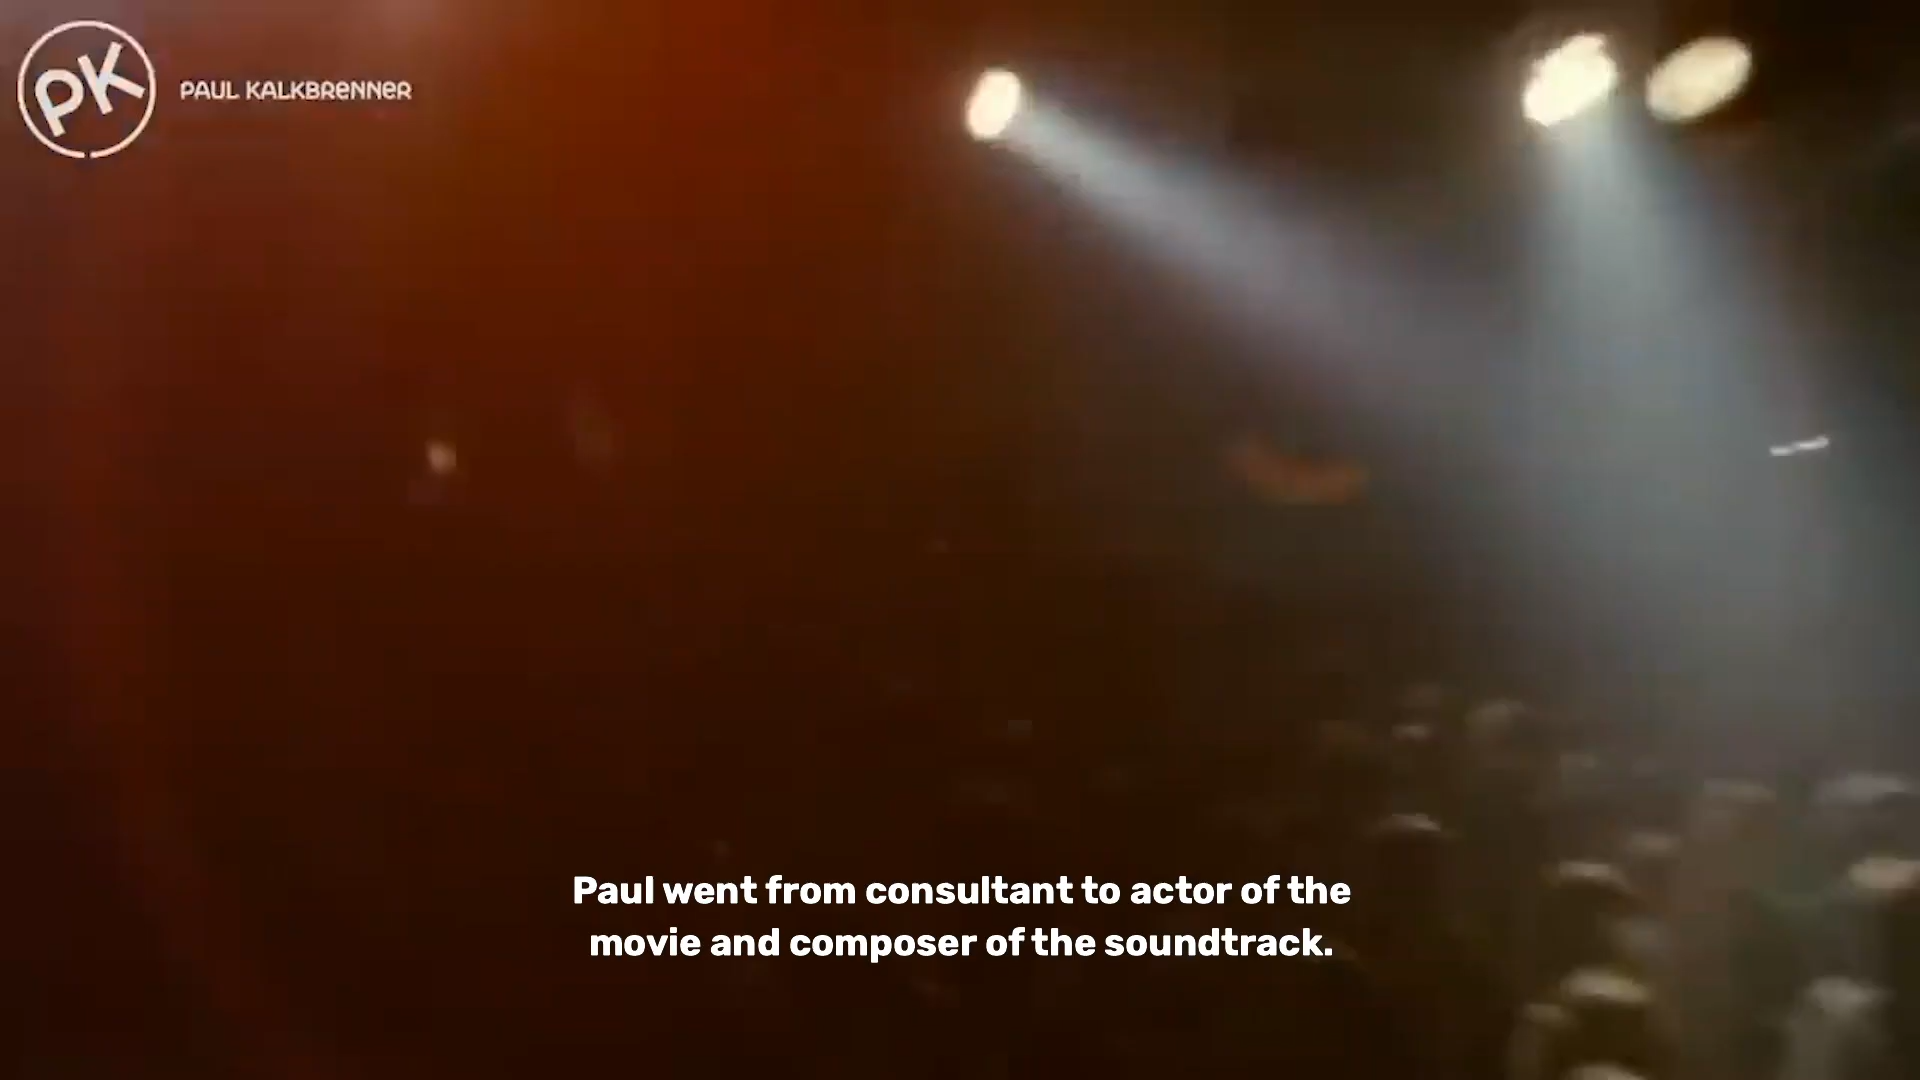 PK
PAUL KALKBRENNER
Paul went from consultant to actor of the
movie and composer of the soundtrack.